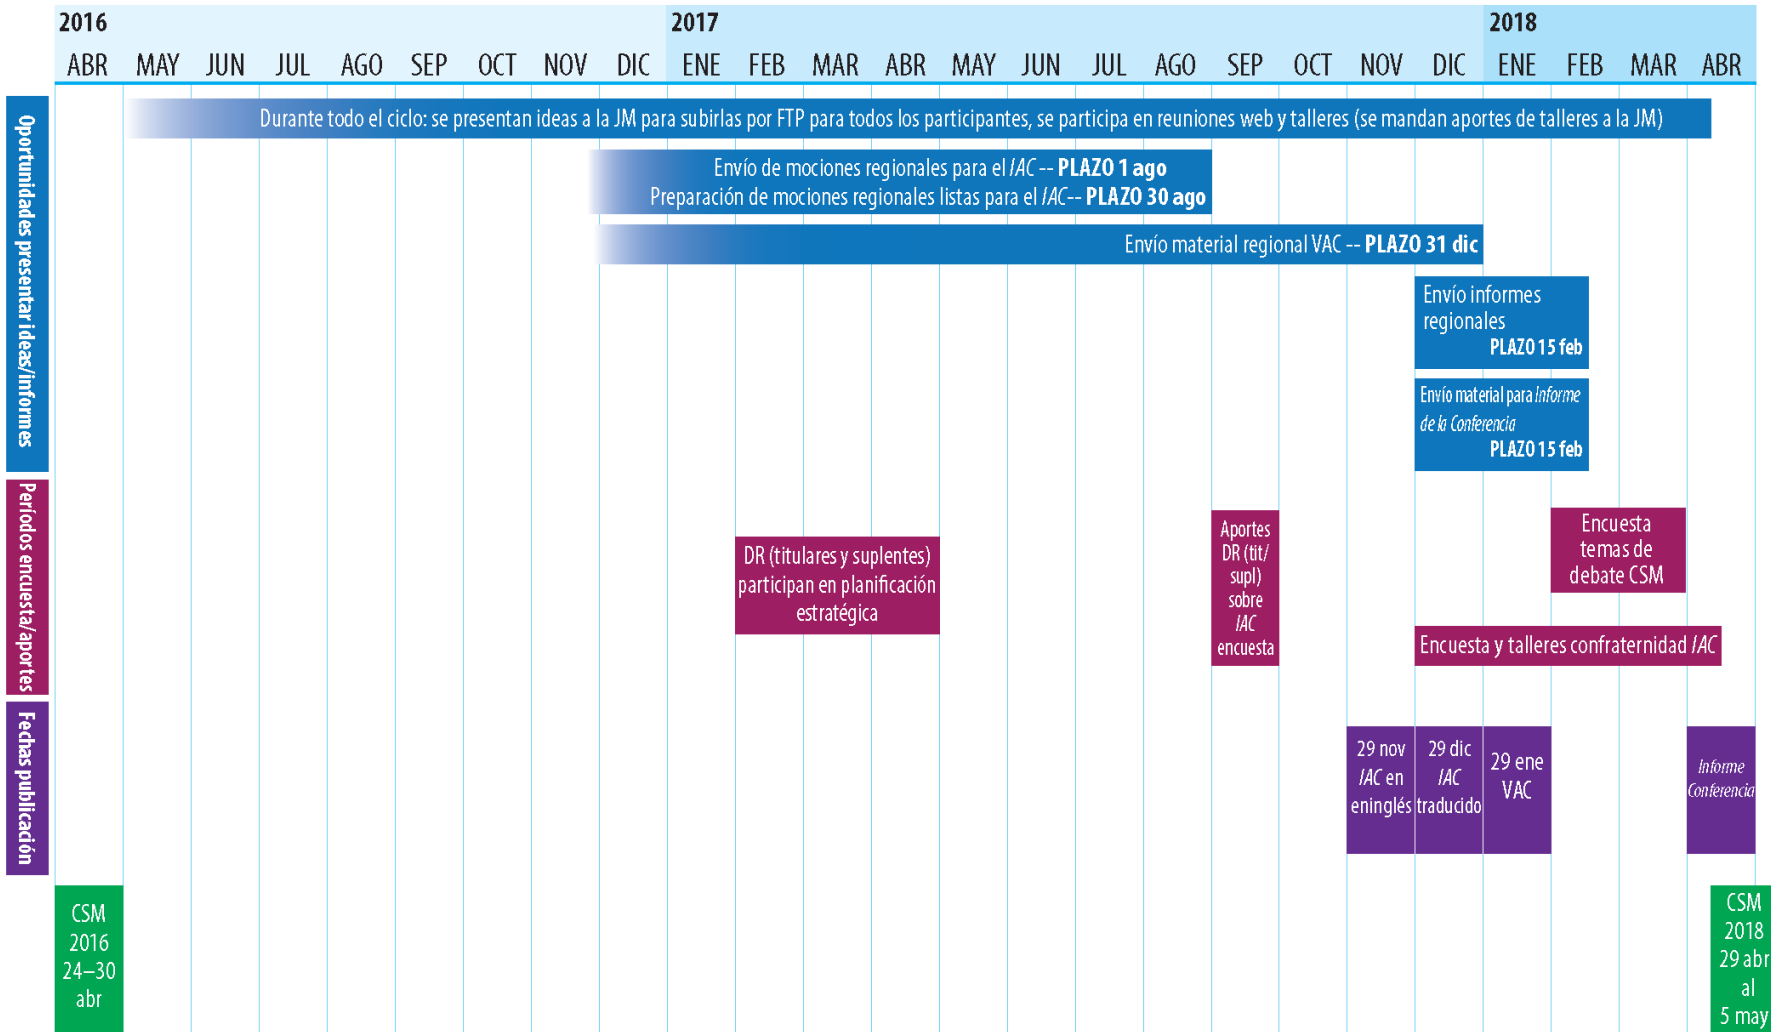 2016
2017
2018
ABR MAY JUN JUL AGO SEP OCT NOV DIC ENE FEB MAR ABR MAY JUN JUL AGO SEP OCT NOV DIC ENE FEB MAR ABR
Oportunidades presentar ideas/informes
Durante todo el ciclo: se presentan ideas a la JM para subirlas por FTP para todos los participantes, se participa en reuniones web y talleres (se mandan aportes de talleres a la JM)
Envío de mociones regionales para el IAC -- PLAZO 1 ago
Preparación de mociones regionales listas para el IAC-- PLAZO 30 ago
Envío material regional VAC -- PLAZO 31 dic
Envío informes
regionales
PLAZO 15 feb
Envío material para Informe
de la Conferencia
PLAZO 15 feb
Períodos encuesta/aportes
DR (titulares y suplentes)
participan en planificación
estratégica
Aportes
DR (tit/
supl)
sobre
IAC
encuesta
Encuesta
temas de
debate CSM
Encuesta y talleres confraternidad IAC
Fechas publicación
29 nov
IAC en
eninglés
29 dic
IAC
traducido
29 ene
VAC
Informe
Conferencia
CSM
2016
24–30
abr
CSM
2018
29 abr
al
5 may